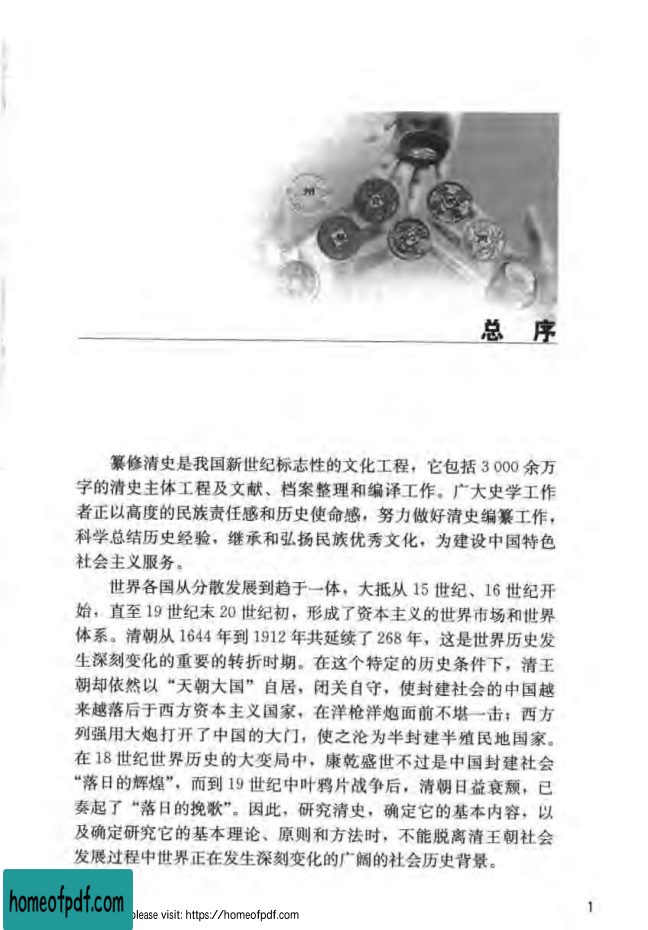 总 序
纂修清史是我国新世纪标志性的文化工程，它包括 3 000 余万
字的清史主体工程及文献、档案整理和编译工作。广大史学工作
者正以高度的民族责任感和历史使命感，努力做好清史编纂工作，
科学总结历史经验，继承和弘扬民族优秀文化，为建设中国特色
社会主义服务。
世界各国从分散发展到趋于一体，大抵从 15 世纪、16 世纪开
始，直至 19 世纪末 20 世纪初，形成了资本主义的世界市场和世界
体系。清朝从 1644 年到 1912 年共延续了 268 年，这是世界历史发
生深刻变化的重要的转折时期。在这个特定的历史条件下，清王
朝却依然以“天朝大国”自居，闭关自守，使封建社会的中国越
来越落后于西方资本主义国家，在洋枪洋炮面前不堪一击；西方
列强用大炮打开了中国的大门，使之沦为半封建半殖民地国家。
在 18 世纪世界历史的大变局中，康乾盛世不过是中国封建社会
“落日的辉煌”，而到 19 世纪中叶鸦片战争后，清朝日益衰颓，已
奏起了“落日的挽歌”。因此，研究清史，确定它的基本内容，以
及确定研究它的基本理论、原则和方法时，不能脱离清王朝社会
发展过程中世界正在发生深刻变化的广阔的社会历史背景。
1
homeofpdf.com
please visit: https://homeofpdf.com